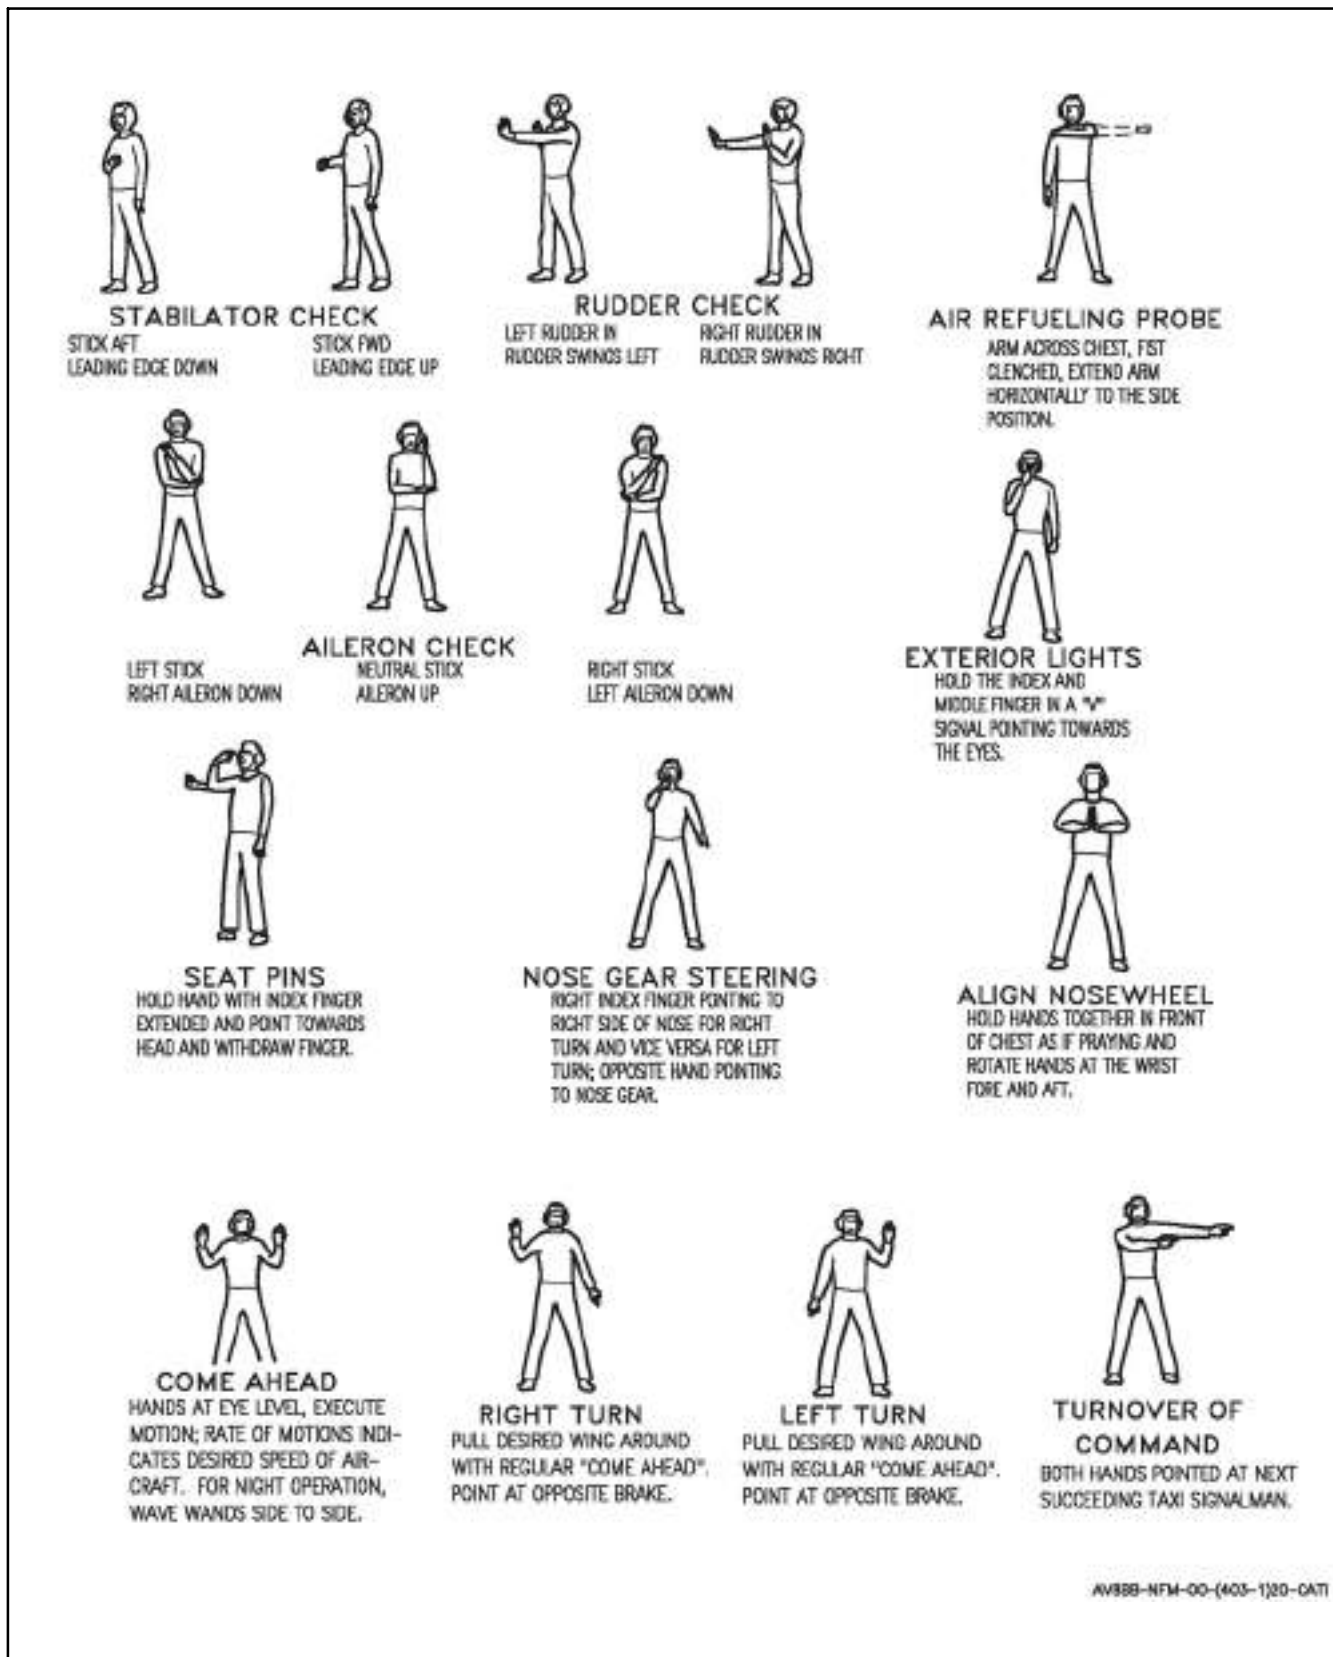 STABILATOR CHECK
STICK AFT
LEADING EDGE DOWN
STICK FWD
LEADING EDGE UP
RUDDER CHECK
LEFT RUDDER IN
RUDDER SWINGS LEFT
RIGHT RUDDER IN
RUDDER SWINGS RIGHT
AIR REFUELING PROBE
ARM ACROSS CHEST, FIST
CLENCHED, EXTEND ARM
HORIZONTALLY TO THE SIDE
POSITION.
AILERON CHECK
LEFT STICK
RIGHT AILERON DOWN
NEUTRAL STICK
AILERON UP
RIGHT STICK
LEFT AILERON DOWN
EXTERIOR LIGHTS
HOLD THE INDEX AND
MIDDLE FINGER IN A "V"
SIGNAL POINTING TOWARDS
THE EYES.
SEAT PINS
HOLD HAND WITH INDEX FINGER
EXTENDED AND POINT TOWARDS
HEAD AND WITHDRAW FINGER.
NOSE GEAR STEERING
RIGHT INDEX FINGER PONTING TO
RIGHT SIDE OF NOSE FOR RIGHT
TURN AND VICE VERSA FOR LEFT
TURN; OPPOSITE HAND POINTING
TO NOSE GEAR.
ALIGN NOSEWHEEL
HOLD HANDS TOGETHER IN FRONT
OF CHEST AS IF PRAYING AND
ROTATE HANDS AT THE WRIST
FORE AND AFT.
COME AHEAD
HANDS AT EYE LEVEL, EXECUTE
MOTION; RATE OF MOTIONS INDI-
CATES DESIRED SPEED OF AIR-
CRAFT. FOR NIGHT OPERATION,
WAVE WANDS SIDE TO SIDE.
RIGHT TURN
PULL DESIRED WING AROUND
WITH REGULAR "COME AHEAD".
POINT AT OPPOSITE BRAKE.
LEFT TURN
PULL DESIRED WING AROUND
WITH REGULAR "COME AHEAD".
POINT AT OPPOSITE BRAKE.
TURNOVER OF
COMMAND
BOTH HANDS POINTED AT NEXT
SUCCEEDING TAXI SIGNALMAN.